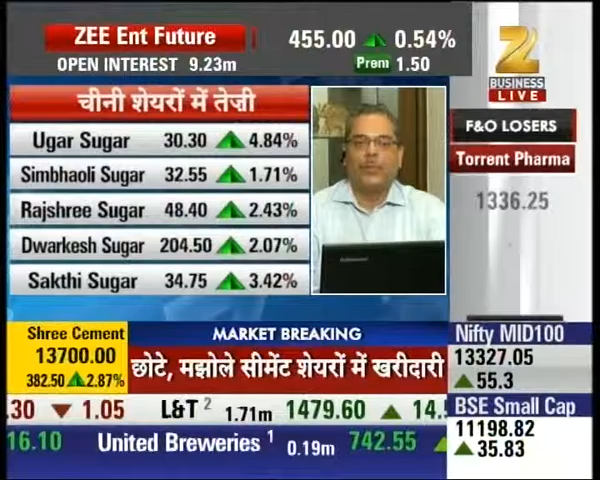 ZEE Ent Future
455.00 0.54%
OPEN INTEREST 9.23m
Prem 1.50
Z
BUSINESS
LIVE
चीनी शेयरों में तेज़ी
Ugar Sugar 30.30 4.84%
Simbhaoli Sugar 32.55 1.71%
Rajshree Sugar 48.40 2.43%
Dwarkesh Sugar 204.50 2.07%
Sakthi Sugar 34.75 3.42%
F&O LOSERS
Torrent Pharma
1336.25
Shree Cement
13700.00
382.50 2.87%
MARKET BREAKING
छोटे, मझोले सीमेंट शेयरों में खरीदारी
Nifty MID100
13327.05
55.3
.30 1.05 L&T 2 1.71m 1479.60 14.5
BSE Small Cap
11198.82
35.83
16.10 United Breweries 1 0.19m 742.55